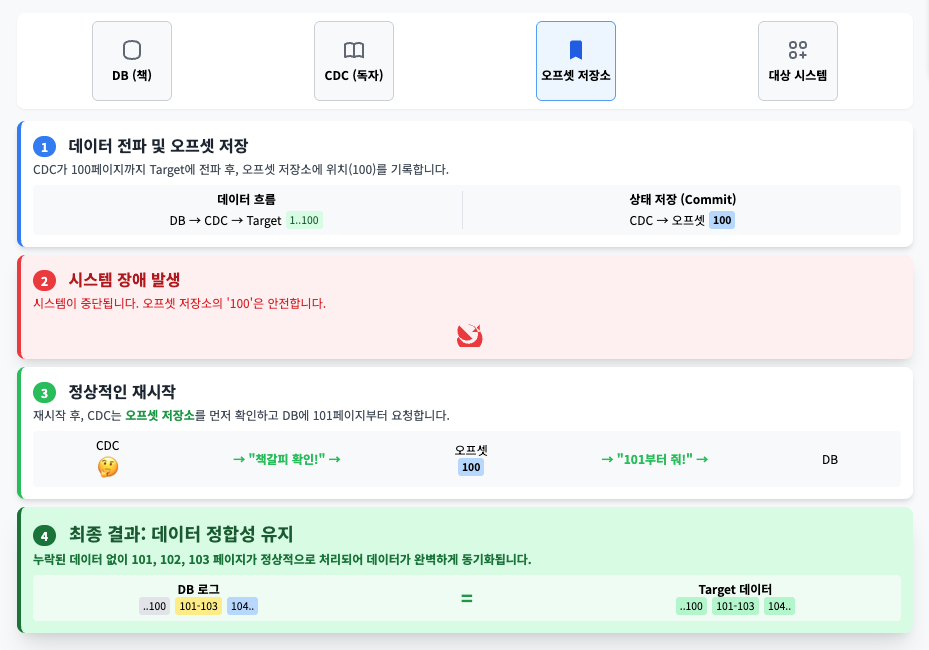 DB (책)
CDC (독자)
오프셋 저장소
대상 시스템
1 데이터 전파 및 오프셋 저장
CDC가 100페이지까지 Target에 전파 후, 오프셋 저장소에 위치(100)를 기록합니다.
데이터 흐름
DB → CDC → Target 1..100
상태 저장 (Commit)
CDC → 오프셋 100
2 시스템 장애 발생
시스템이 중단됩니다. 오프셋 저장소의 '100'은 안전합니다.
3 정상적인 재시작
재시작 후, CDC는 오프셋 저장소를 먼저 확인하고 DB에 101페이지부터 요청합니다.
CDC
🤔
→ "책갈피 확인!" →
오프셋
100
→ "101부터 줘!" →
DB
4 최종 결과: 데이터 정합성 유지
누락된 데이터 없이 101, 102, 103 페이지가 정상적으로 처리되어 데이터가 완벽하게 동기화됩니다.
DB 로그
..100 101-103 104..
=
Target 데이터
..100 101-103 104..